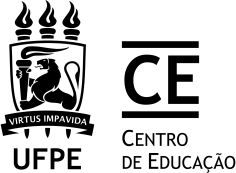 VIRTUS IMPAVIDA
UFPE
CE
CENTRO
DE EDUCAÇÃO